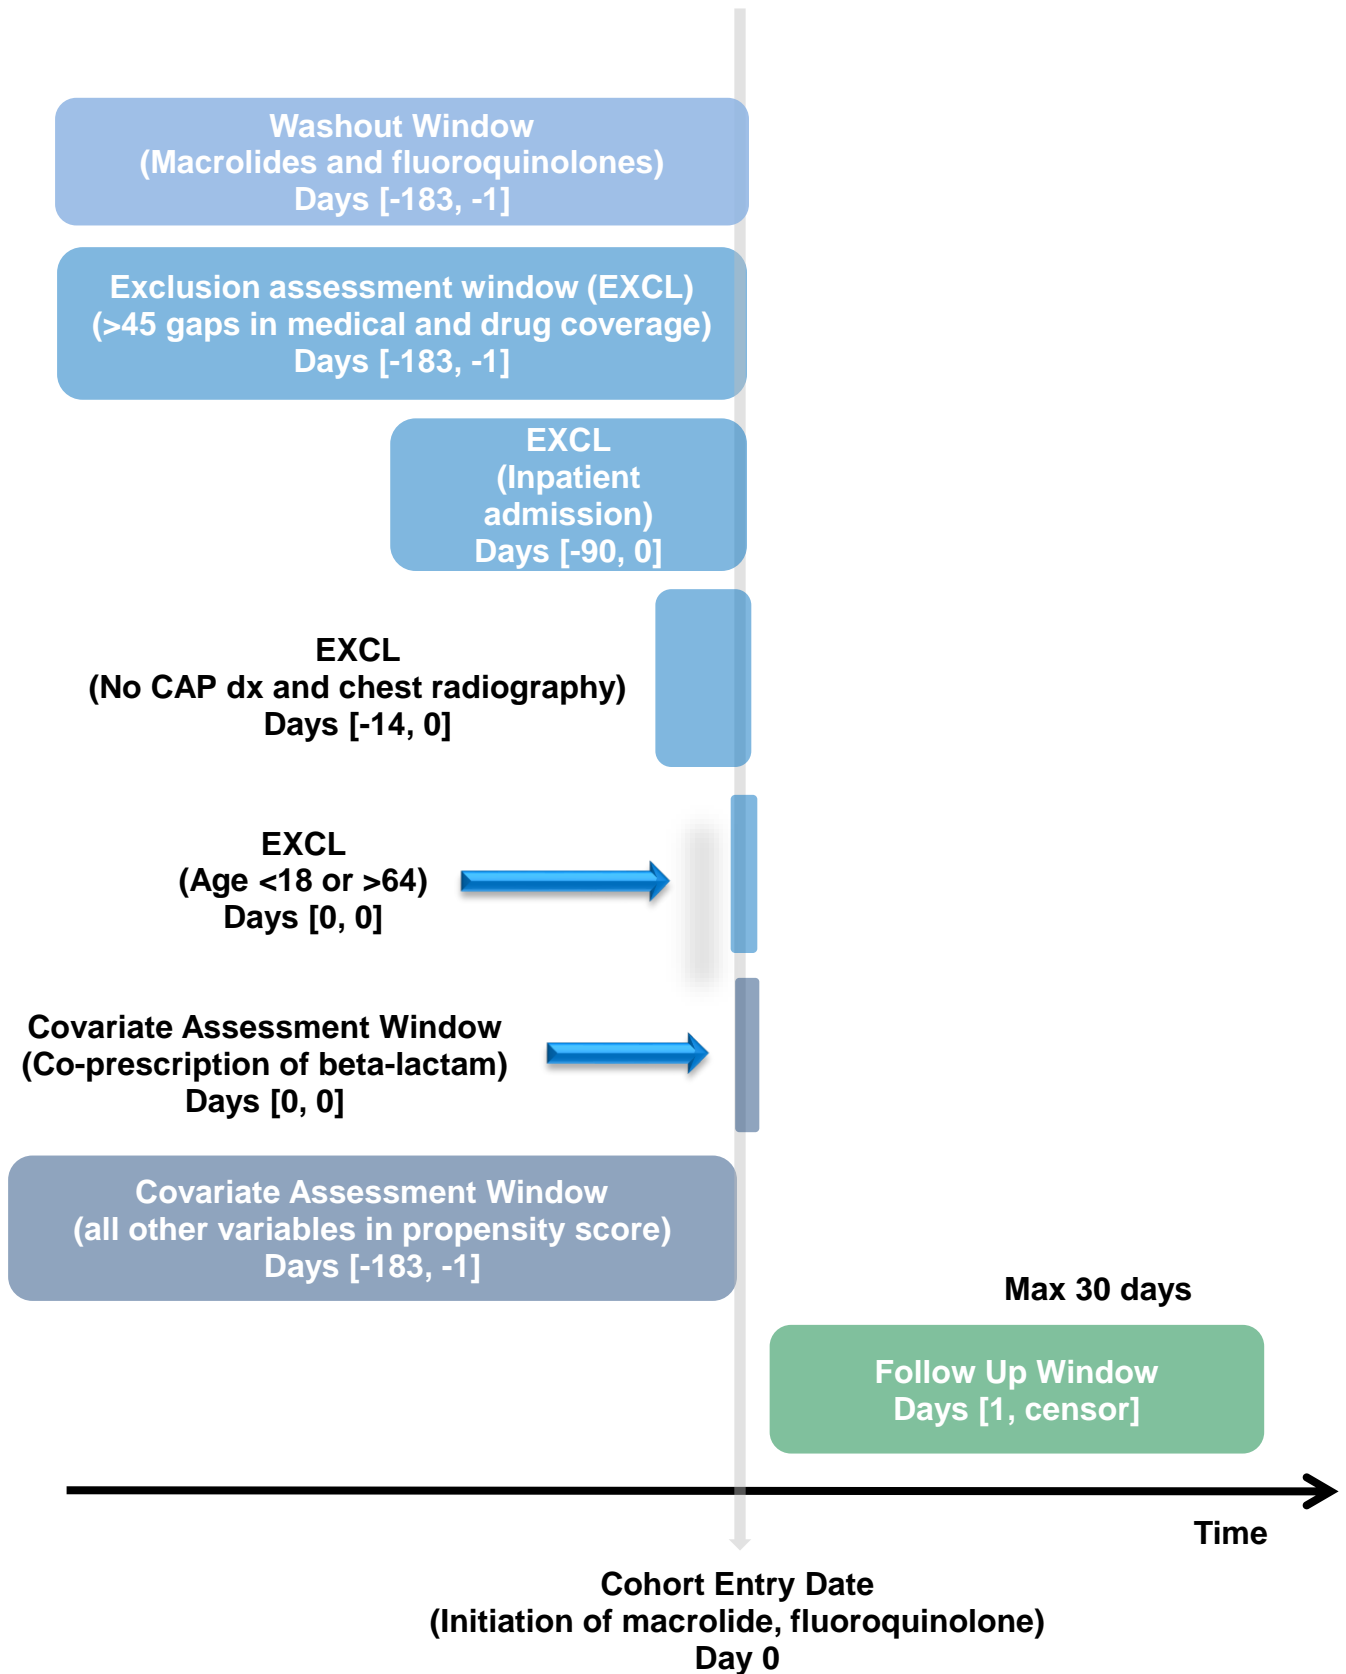 Washout Window
(Macrolides and fluoroquinolones)
Days [-183, -1]
Exclusion assessment window (EXCL)
(>45 gaps in medical and drug coverage)
Days [-183, -1]
EXCL
(Inpatient
admission)
Days [-90, 0]
EXCL
(No CAP dx and chest radiography)
Days [-14, 0]
EXCL
(Age <18 or >64)
Days [0, 0]
Covariate Assessment Window
(Co-prescription of beta-lactam)
Days [0, 0]
Covariate Assessment Window
(all other variables in propensity score)
Days [-183, -1]
Max 30 days
Follow Up Window
Days [1, censor]
Time
Cohort Entry Date
(Initiation of macrolide, fluoroquinolone)
Day 0